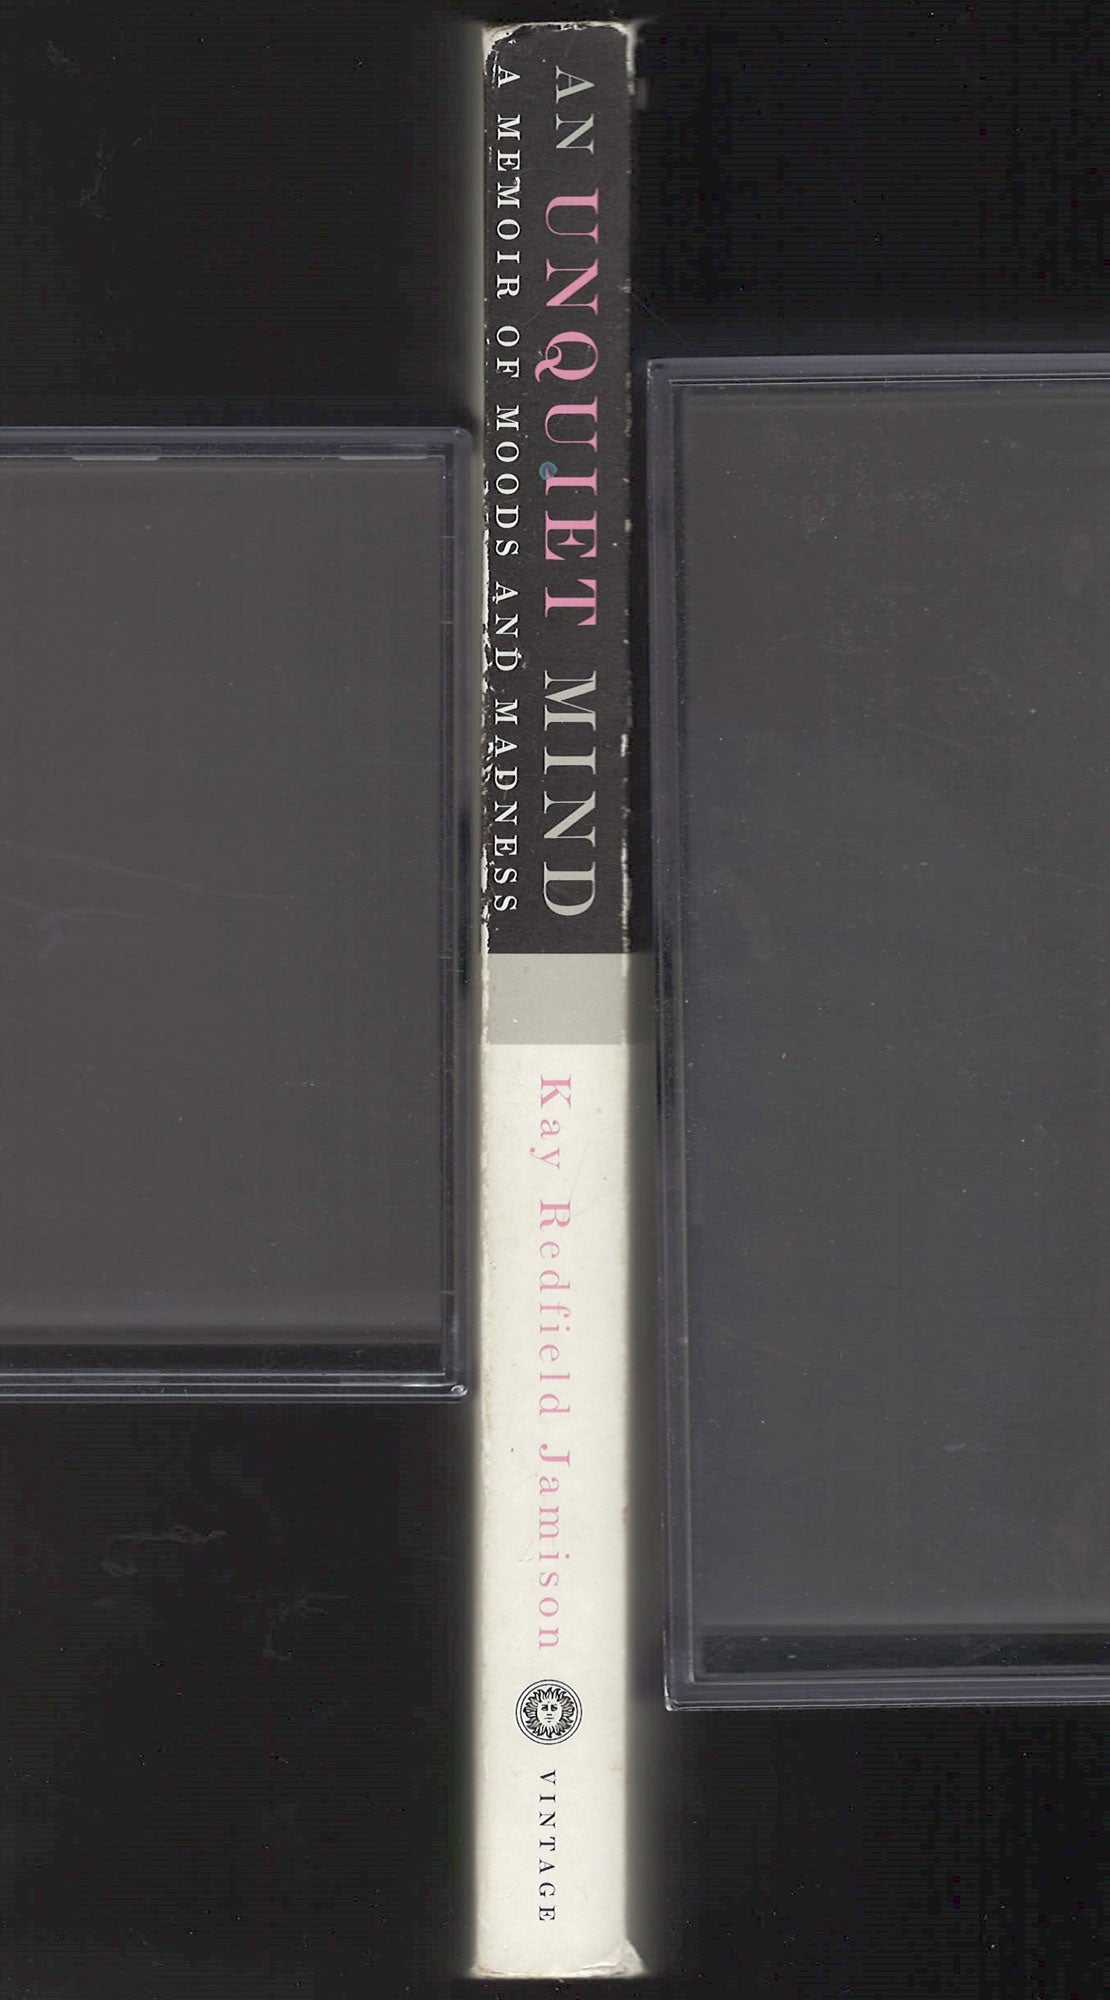 AN UNQUIET MIND
A MEMOIR OF MOODS AND MADNESS
Kay Redfield Jamison
VINTAGE